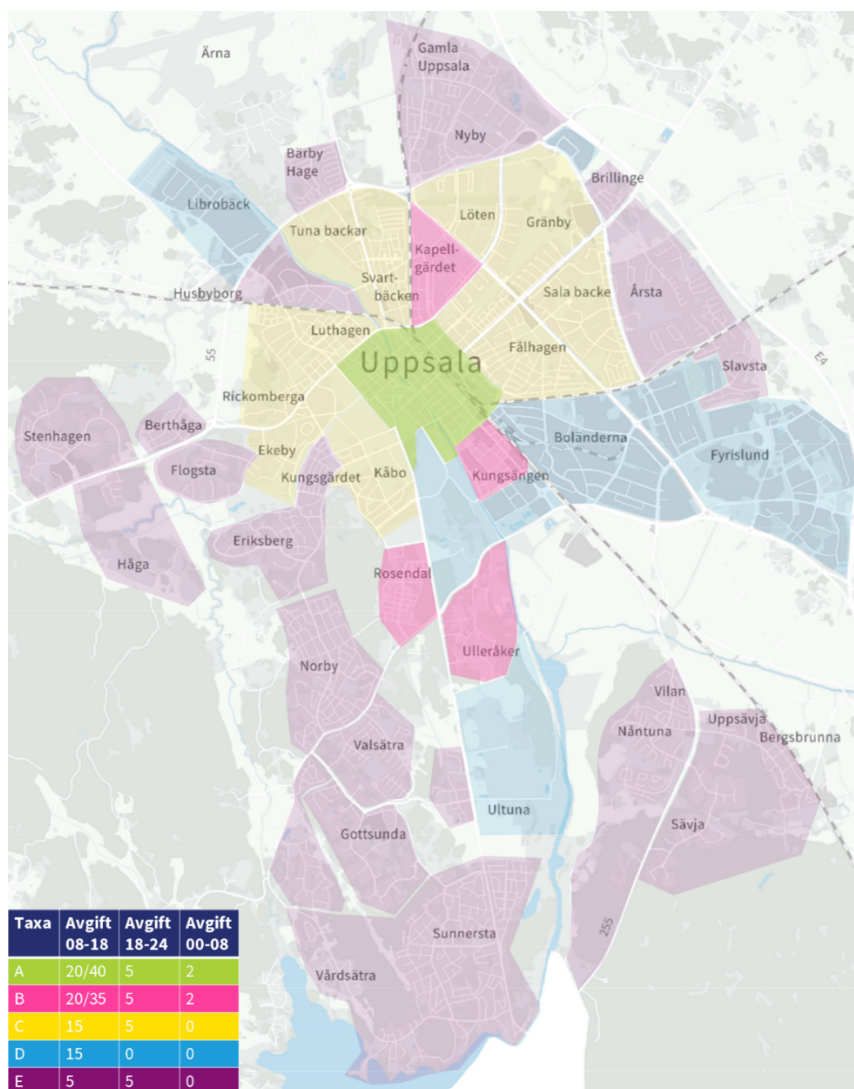 Ärna
Gamla
Uppsala
Nyby
Bärby
Hage
Brillinge
Librobäck
Löten
Gränby
Tuna backar
Kapell-
gärdet
Svart-
bäcken
Husbyborg
Sala backe
Årsta
Luthagen
Fålhagen
E4
55
Uppsala
Slavsta
Rickomberga
Berthåga
Stenhagen
Boländerna
Fyrislund
Ekeby
Flogsta
Kungsgärdet
Kåbo
Kungsängen
Eriksberg
Håga
Rosendal
Ulleråker
Norby
Vilan
Uppsävja
Nåntuna
Bergsbrunna
Valsätra
Ultuna
Sävja
Gottsunda
Sunnersta
255
Vårdsätra
Taxa Avgift 08-18 Avgift 18-24 Avgift 00-08
A 20/40 5 2
B 20/35 5 2
C 15 5 0
D 15 0 0
E 5 5 0